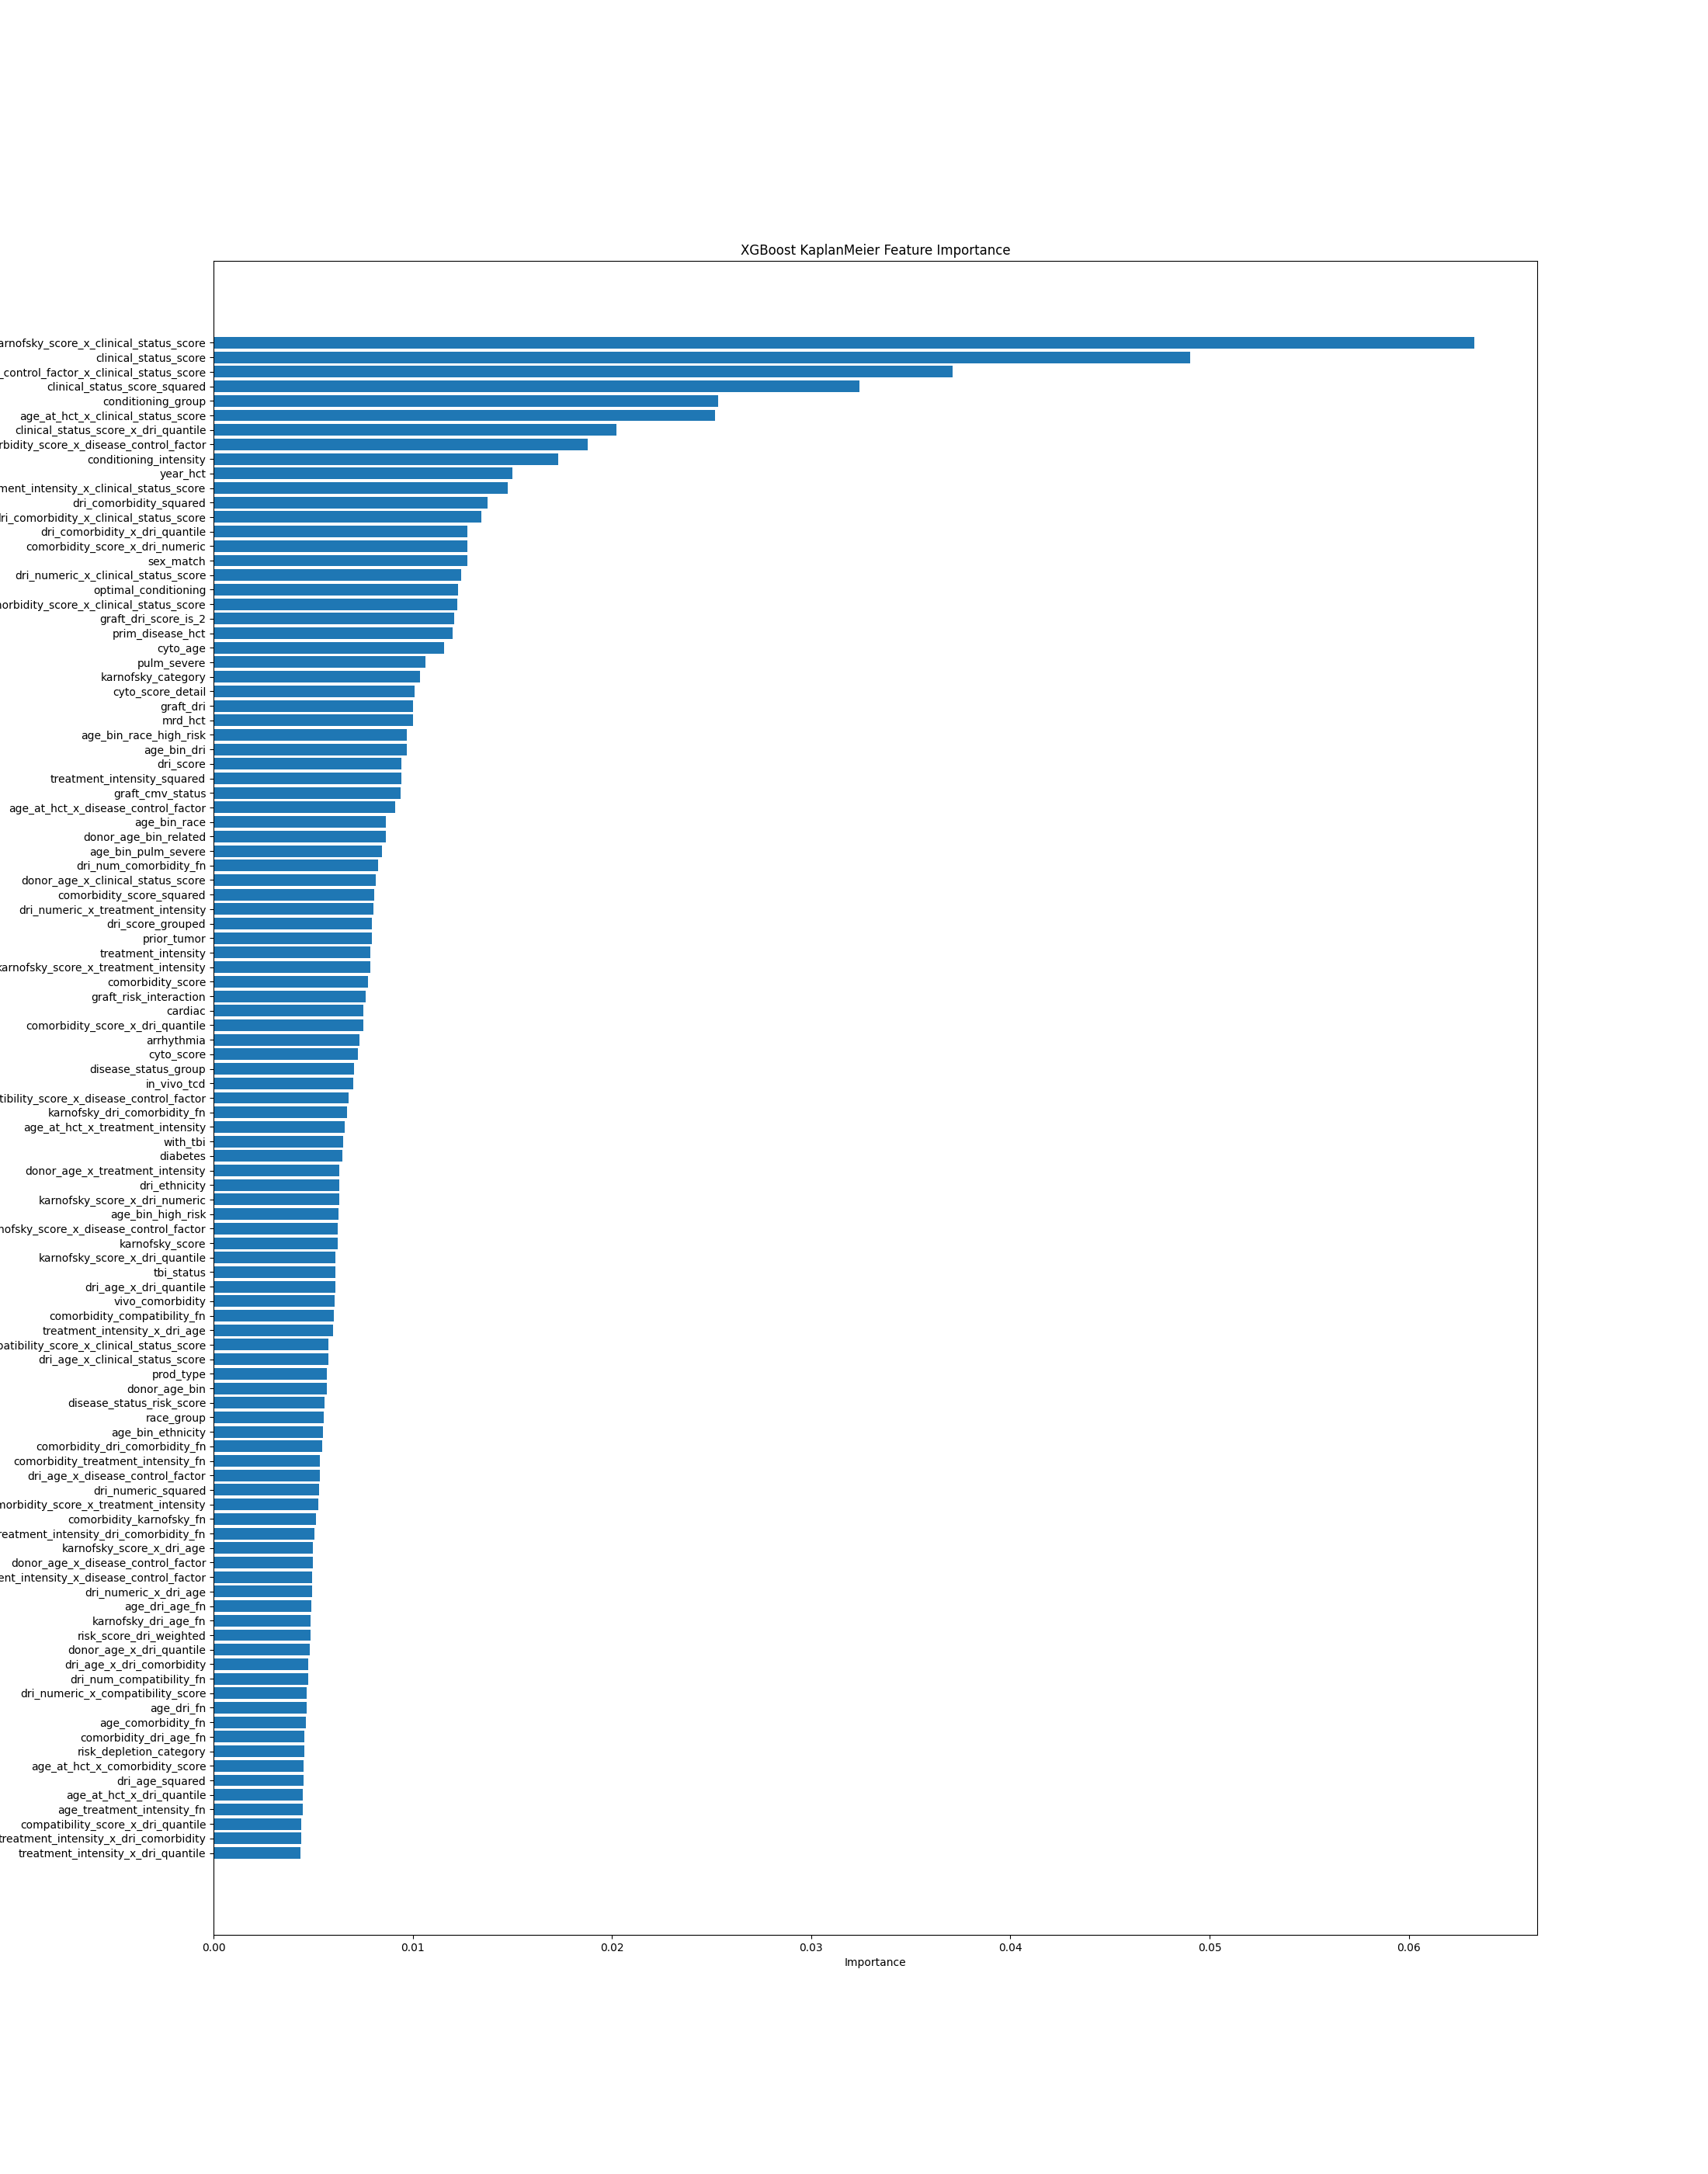 XGBoost KaplanMeier Feature Importance
arnofsky_score_x_clinical_status_score
clinical_status_score
_control_factor_x_clinical_status_score
clinical_status_score_squared
conditioning_group
age_at_hct_x_clinical_status_score
clinical_status_score_x_dri_quantile
rbidity_score_x_disease_control_factor
conditioning_intensity
year_hct
ment_intensity_x_clinical_status_score
dri_comorbidity_squared
dri_comorbidity_x_clinical_status_score
dri_comorbidity_x_dri_quantile
comorbidity_score_x_dri_numeric
sex_match
dri_numeric_x_clinical_status_score
optimal_conditioning
orbidity_score_x_clinical_status_score
graft_dri_score_is_2
prim_disease_hct
cyto_age
pulm_severe
karnofsky_category
cyto_score_detail
graft_dri
mrd_hct
age_bin_race_high_risk
age_bin_dri
dri_score
treatment_intensity_squared
graft_cmv_status
age_at_hct_x_disease_control_factor
age_bin_race
donor_age_bin_related
age_bin_pulm_severe
dri_num_comorbidity_fn
donor_age_x_clinical_status_score
comorbidity_score_squared
dri_numeric_x_treatment_intensity
dri_score_grouped
prior_tumor
treatment_intensity
karnofsky_score_x_treatment_intensity
comorbidity_score
graft_risk_interaction
cardiac
comorbidity_score_x_dri_quantile
arrhythmia
cyto_score
disease_status_group
in_vivo_tcd
tibility_score_x_disease_control_factor
karnofsky_dri_comorbidity_fn
age_at_hct_x_treatment_intensity
with_tbi
diabetes
donor_age_x_treatment_intensity
dri_ethnicity
karnofsky_score_x_dri_numeric
age_bin_high_risk
nofsky_score_x_disease_control_factor
karnofsky_score
karnofsky_score_x_dri_quantile
tbi_status
dri_age_x_dri_quantile
vivo_comorbidity
comorbidity_compatibility_fn
treatment_intensity_x_dri_age
patibility_score_x_clinical_status_score
dri_age_x_clinical_status_score
prod_type
donor_age_bin
disease_status_risk_score
race_group
age_bin_ethnicity
comorbidity_dri_comorbidity_fn
comorbidity_treatment_intensity_fn
dri_age_x_disease_control_factor
dri_numeric_squared
morbidity_score_x_treatment_intensity
comorbidity_karnofsky_fn
reatment_intensity_dri_comorbidity_fn
karnofsky_score_x_dri_age
donor_age_x_disease_control_factor
ent_intensity_x_disease_control_factor
dri_numeric_x_dri_age
age_dri_age_fn
karnofsky_dri_age_fn
risk_score_dri_weighted
donor_age_x_dri_quantile
dri_age_x_dri_comorbidity
dri_num_compatibility_fn
dri_numeric_x_compatibility_score
age_dri_fn
age_comorbidity_fn
comorbidity_dri_age_fn
risk_depletion_category
age_at_hct_x_comorbidity_score
dri_age_squared
age_at_hct_x_dri_quantile
age_treatment_intensity_fn
compatibility_score_x_dri_quantile
treatment_intensity_x_dri_comorbidity
treatment_intensity_x_dri_quantile
0.00 0.01 0.02 0.03 0.04 0.05 0.06
Importance